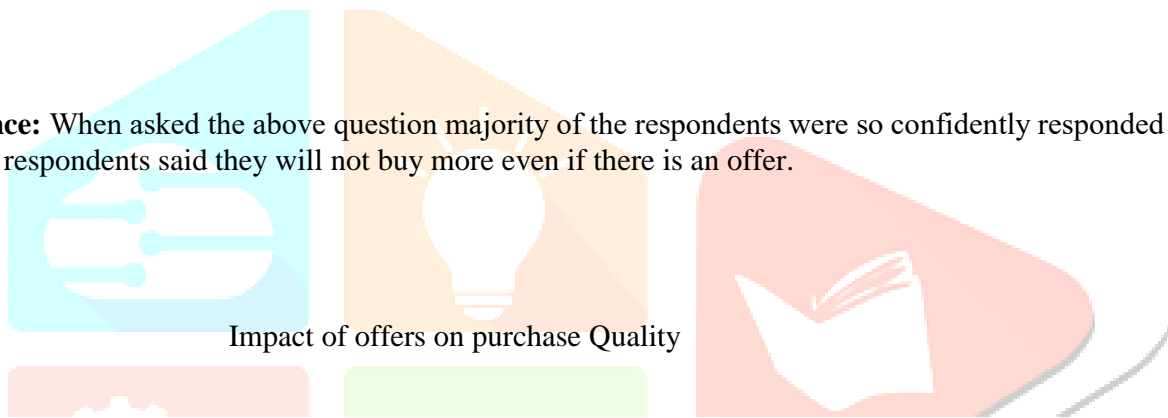 nce: When asked the above question majority of the respondents were so confidently responded
respondents said they will not buy more even if there is an offer.
Impact of offers on purchase Quality